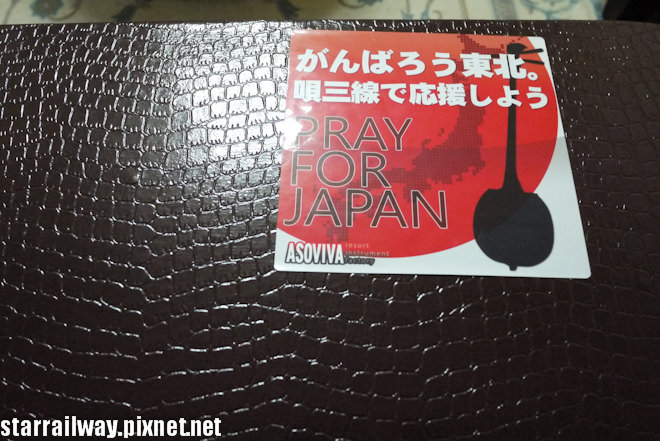 がんばろう東北。
唄三線で応援しよう
PRAY
FOR
JAPAN
ASOVIVA
resort
instrument
factory
starrailway.pixnet.net